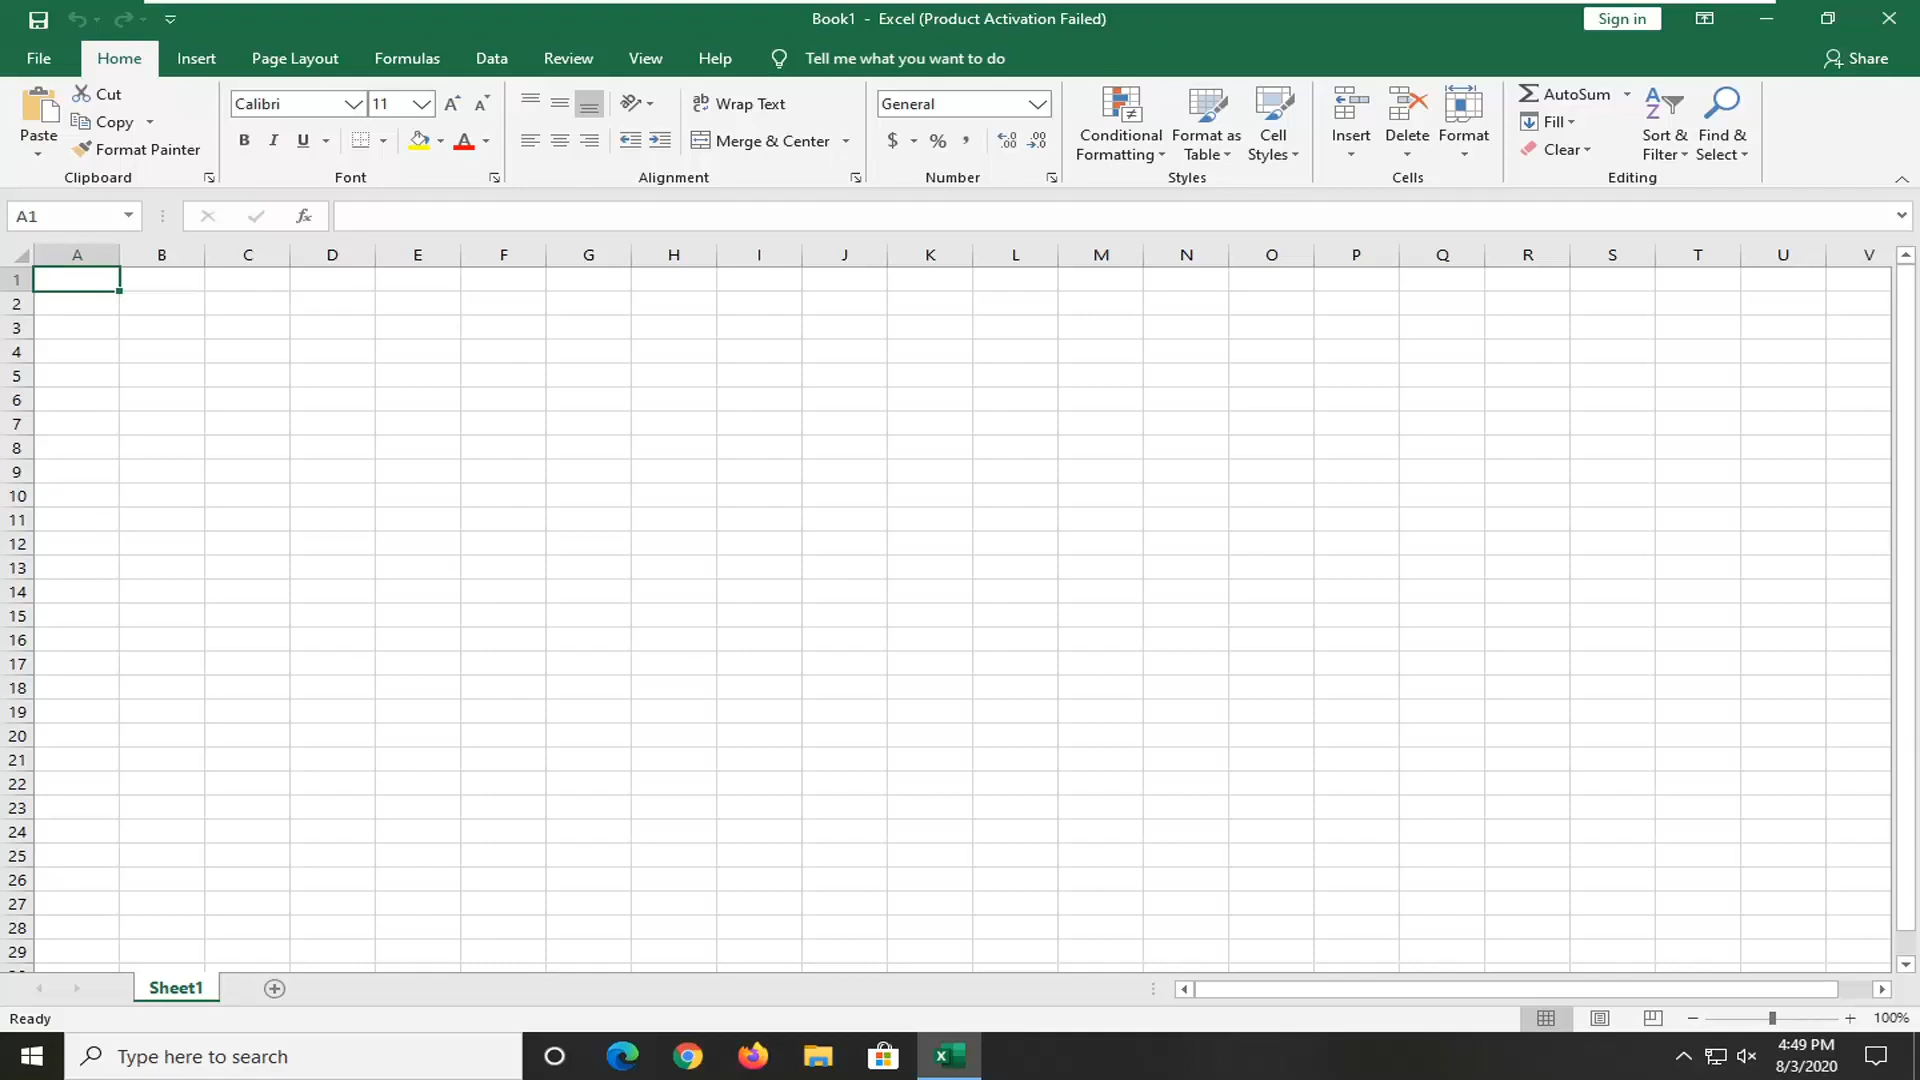 Book1 - Excel (Product Activation Failed)
Sign in
File Home Insert Page Layout Formulas Data Review View Help Tell me what you want to do Share
Paste
Cut
Copy
Format Painter
Clipboard
Calibri 11
B I U
Font
Wrap Text
Merge & Center
Alignment
General
$ % ,
Number
Conditional Formatting
Format as Table
Cell Styles
Styles
Insert
Delete
Format
Cells
AutoSum
Fill
Clear
Sort & Filter
Find & Select
Editing
A1
fx
A B C D E F G H I J K L M N O P Q R S T U V
1
2
3
4
5
6
7
8
9
10
11
12
13
14
15
16
17
18
19
20
21
22
23
24
25
26
27
28
29
Sheet1
Ready
100%
Type here to search
4:49 PM
8/3/2020